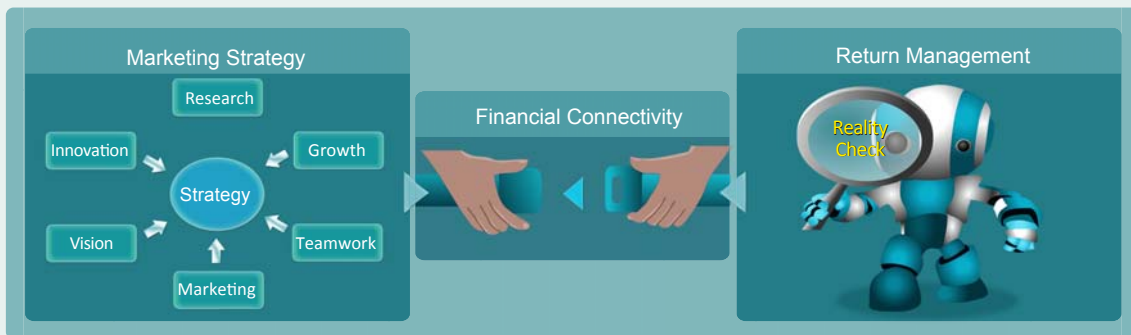 Marketing Strategy
Research
Innovation
Growth
Strategy
Vision
Teamwork
Marketing
Financial Connectivity
Return Management
Reality
Check